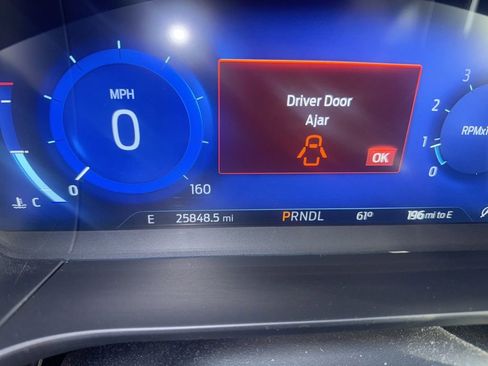 MPH
0
0
160
C
Driver Door
Ajar
OK
3
2
1
0
RPMx1
E
25848.5 mi
PRNDL
61°
mi to E